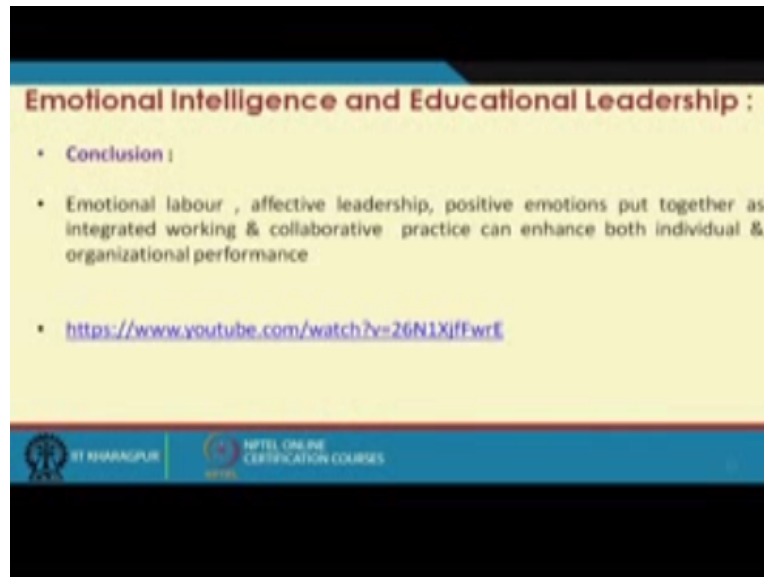 Emotional Intelligence and Educational Leadership :
• Conclusion :
• Emotional labour , affective leadership, positive emotions put together as
integrated working & collaborative practice can enhance both individual &
organizational performance
• https://www.youtube.com/watch?v=26N1XjfFwrE
IIT KHARAGPUR
NPTEL ONLINE
CERTIFICATION COURSES
NPTEL